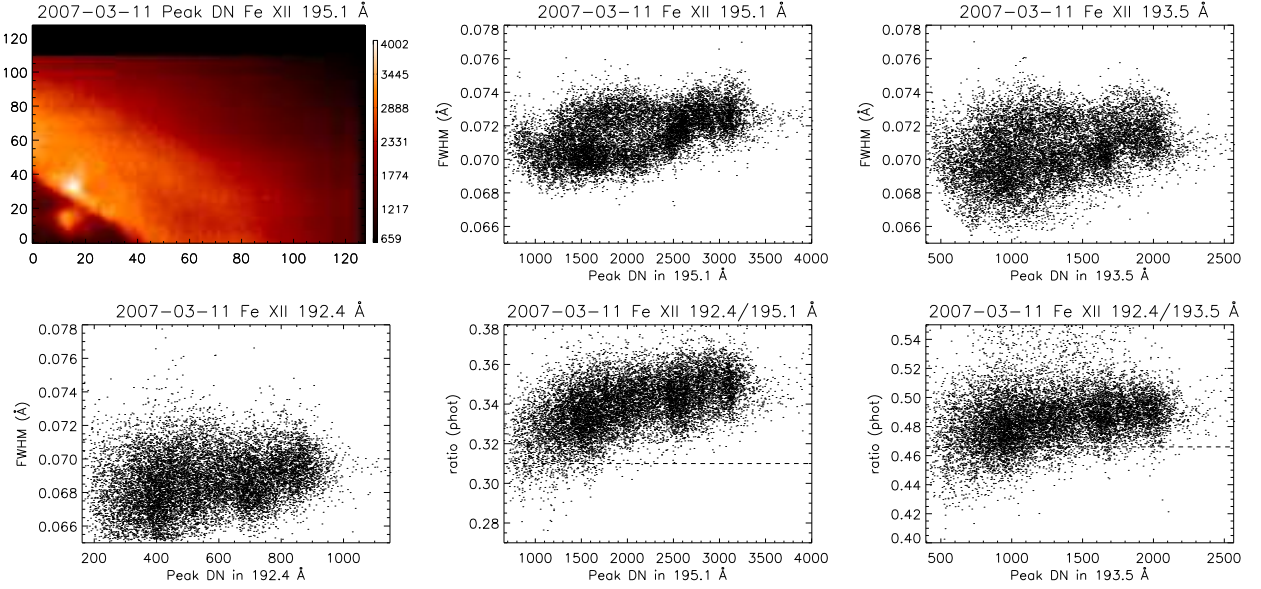 2007-03-11 Peak DN Fe XII 195.1 Å
120
100
80
60
40
20
0
0 20 40 60 80 100 120
4002
3445
2888
2331
1774
1217
659
2007-03-11 Fe XII 195.1 Å
FWHM (Å)
0.078
0.076
0.074
0.072
0.070
0.068
0.066
1000 1500 2000 2500 3000 3500 4000
Peak DN in 195.1 Å
2007-03-11 Fe XII 193.5 Å
FWHM (Å)
0.078
0.076
0.074
0.072
0.070
0.068
0.066
500 1000 1500 2000 2500
Peak DN in 193.5 Å
2007-03-11 Fe XII 192.4 Å
FWHM (Å)
0.078
0.076
0.074
0.072
0.070
0.068
0.066
200 400 600 800 1000
Peak DN in 192.4 Å
2007-03-11 Fe XII 192.4/195.1 Å
ratio (phot)
0.38
0.36
0.34
0.32
0.30
0.28
1000 1500 2000 2500 3000 3500 4000
Peak DN in 195.1 Å
2007-03-11 Fe XII 192.4/193.5 Å
ratio (phot)
0.54
0.52
0.50
0.48
0.46
0.44
0.42
0.40
500 1000 1500 2000 2500
Peak DN in 193.5 Å